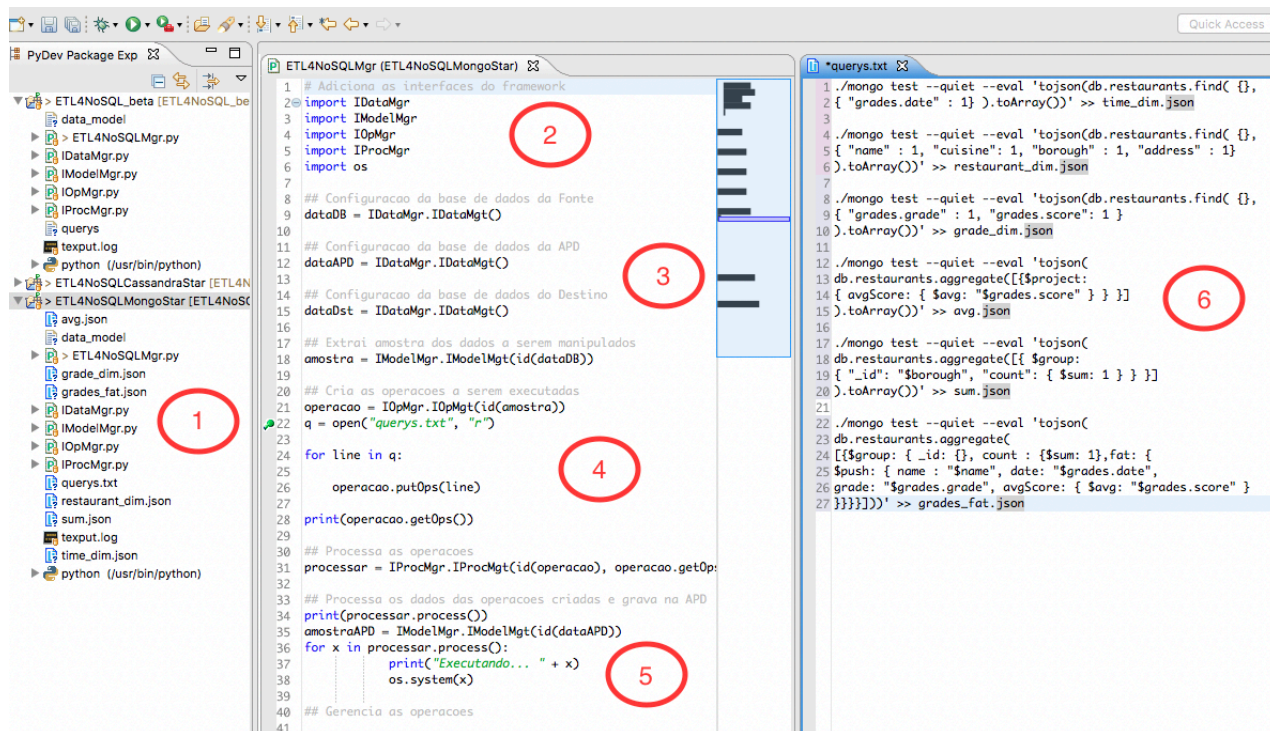 Quick Access
PyDev Package Exp
> ETL4NoSQL_beta [ETL4NoSQL_be
data_model
> ETL4NoSQLMgr.py
IDataMgr.py
IModelMgr.py
IOpMgr.py
IProcMgr.py
querys
texput.log
python (/usr/bin/python)
> ETL4NoSQLCassandraStar [ETL4N
> ETL4NoSQLMongoStar [ETL4NoSQ
avg.json
data_model
> ETL4NoSQLMgr.py
grade_dim.json
grades_fat.json
IDataMgr.py
IModelMgr.py
IOpMgr.py
IProcMgr.py
querys.txt
restaurant_dim.json
sum.json
texput.log
time_dim.json
python (/usr/bin/python)
1
ETL4NoSQLMgr (ETL4NoSQLMongoStar)
1 # Adiciona as interfaces do framework
2 import IDataMgr
3 import IModelMgr
4 import IOpMgr
5 import IProcMgr
6 import os
7
8 ## Configuracao da base de dados da Fonte
9 dataDB = IDataMgr.IDataMgt()
10
11 ## Configuracao da base de dados da APD
12 dataAPD = IDataMgr.IDataMgt()
13
14 ## Configuracao da base de dados do Destino
15 dataDst = IDataMgr.IDataMgt()
16
17 ## Extrai amostra dos dados a serem manipulados
18 amostra = IModelMgr.IModelMgt(id(dataDB))
19
20 ## Cria as operacoes a serem executadas
21 operacao = IOpMgr.IOpMgt(id(amostra))
22 q = open("querys.txt", "r")
23
24 for line in q:
25
26 operacao.putOps(line)
27
28 print(operacao.getOps())
29
30 ## Processa as operacoes
31 processar = IProcMgr.IProcMgt(id(operacao), operacao.getOp
32
33 ## Processa os dados das operacoes criadas e grava na APD
34 print(processar.process())
35 amostraAPD = IModelMgr.IModelMgt(id(dataAPD))
36 for x in processar.process():
37 print("Executando... " + x)
38 os.system(x)
39
40 ## Gerencia as operacoes
41
2
3
4
5
*querys.txt
1 ./mongo test --quiet --eval 'tojson(db.restaurants.find( {},
2 { "grades.date" : 1} ).toArray())' >> time_dim.json
3
4 ./mongo test --quiet --eval 'tojson(db.restaurants.find( {},
5 { "name" : 1, "cuisine": 1, "borough" : 1, "address" : 1}
6 ).toArray())' >> restaurant_dim.json
7
8 ./mongo test --quiet --eval 'tojson(db.restaurants.find( {},
9 { "grades.grade" : 1, "grades.score": 1 }
10 ).toArray())' >> grade_dim.json
11
12 ./mongo test --quiet --eval 'tojson(
13 db.restaurants.aggregate([{$project:
14 { avgScore: { $avg: "$grades.score" } } }]
15 ).toArray())' >> avg.json
16
17 ./mongo test --quiet --eval 'tojson(
18 db.restaurants.aggregate([{ $group:
19 { "_id": "$borough", "count": { $sum: 1 } } }]
20 ).toArray())' >> sum.json
21
22 ./mongo test --quiet --eval 'tojson(
23 db.restaurants.aggregate(
24 [{$group: { _id: {}, count : {$sum: 1},fat: {
25 $push: { name : "$name", date: "$grades.date",
26 grade: "$grades.grade", avgScore: { $avg: "$grades.score" }
27 }}}}]))' >> grades_fat.json
6